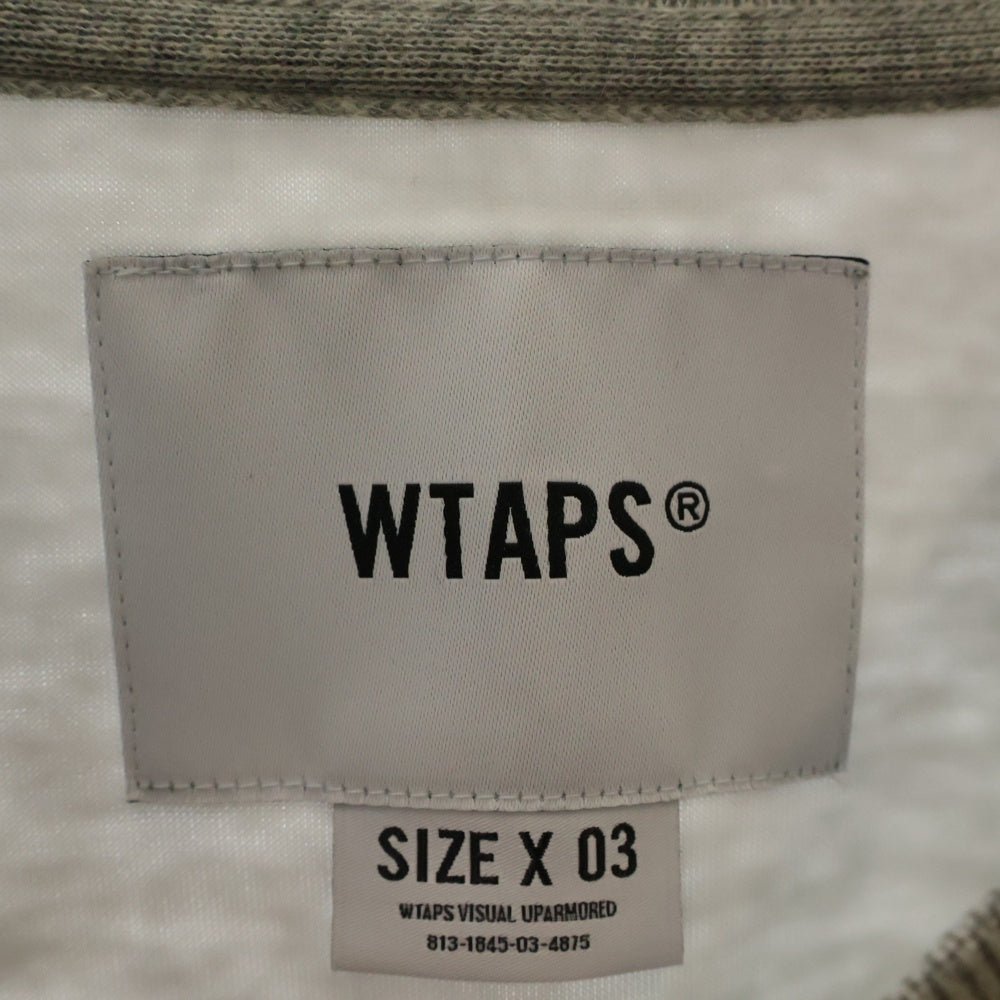 WTAPS®
SIZE X 03
WTAPS VISUAL UPARMORED
813-1845-03-4875